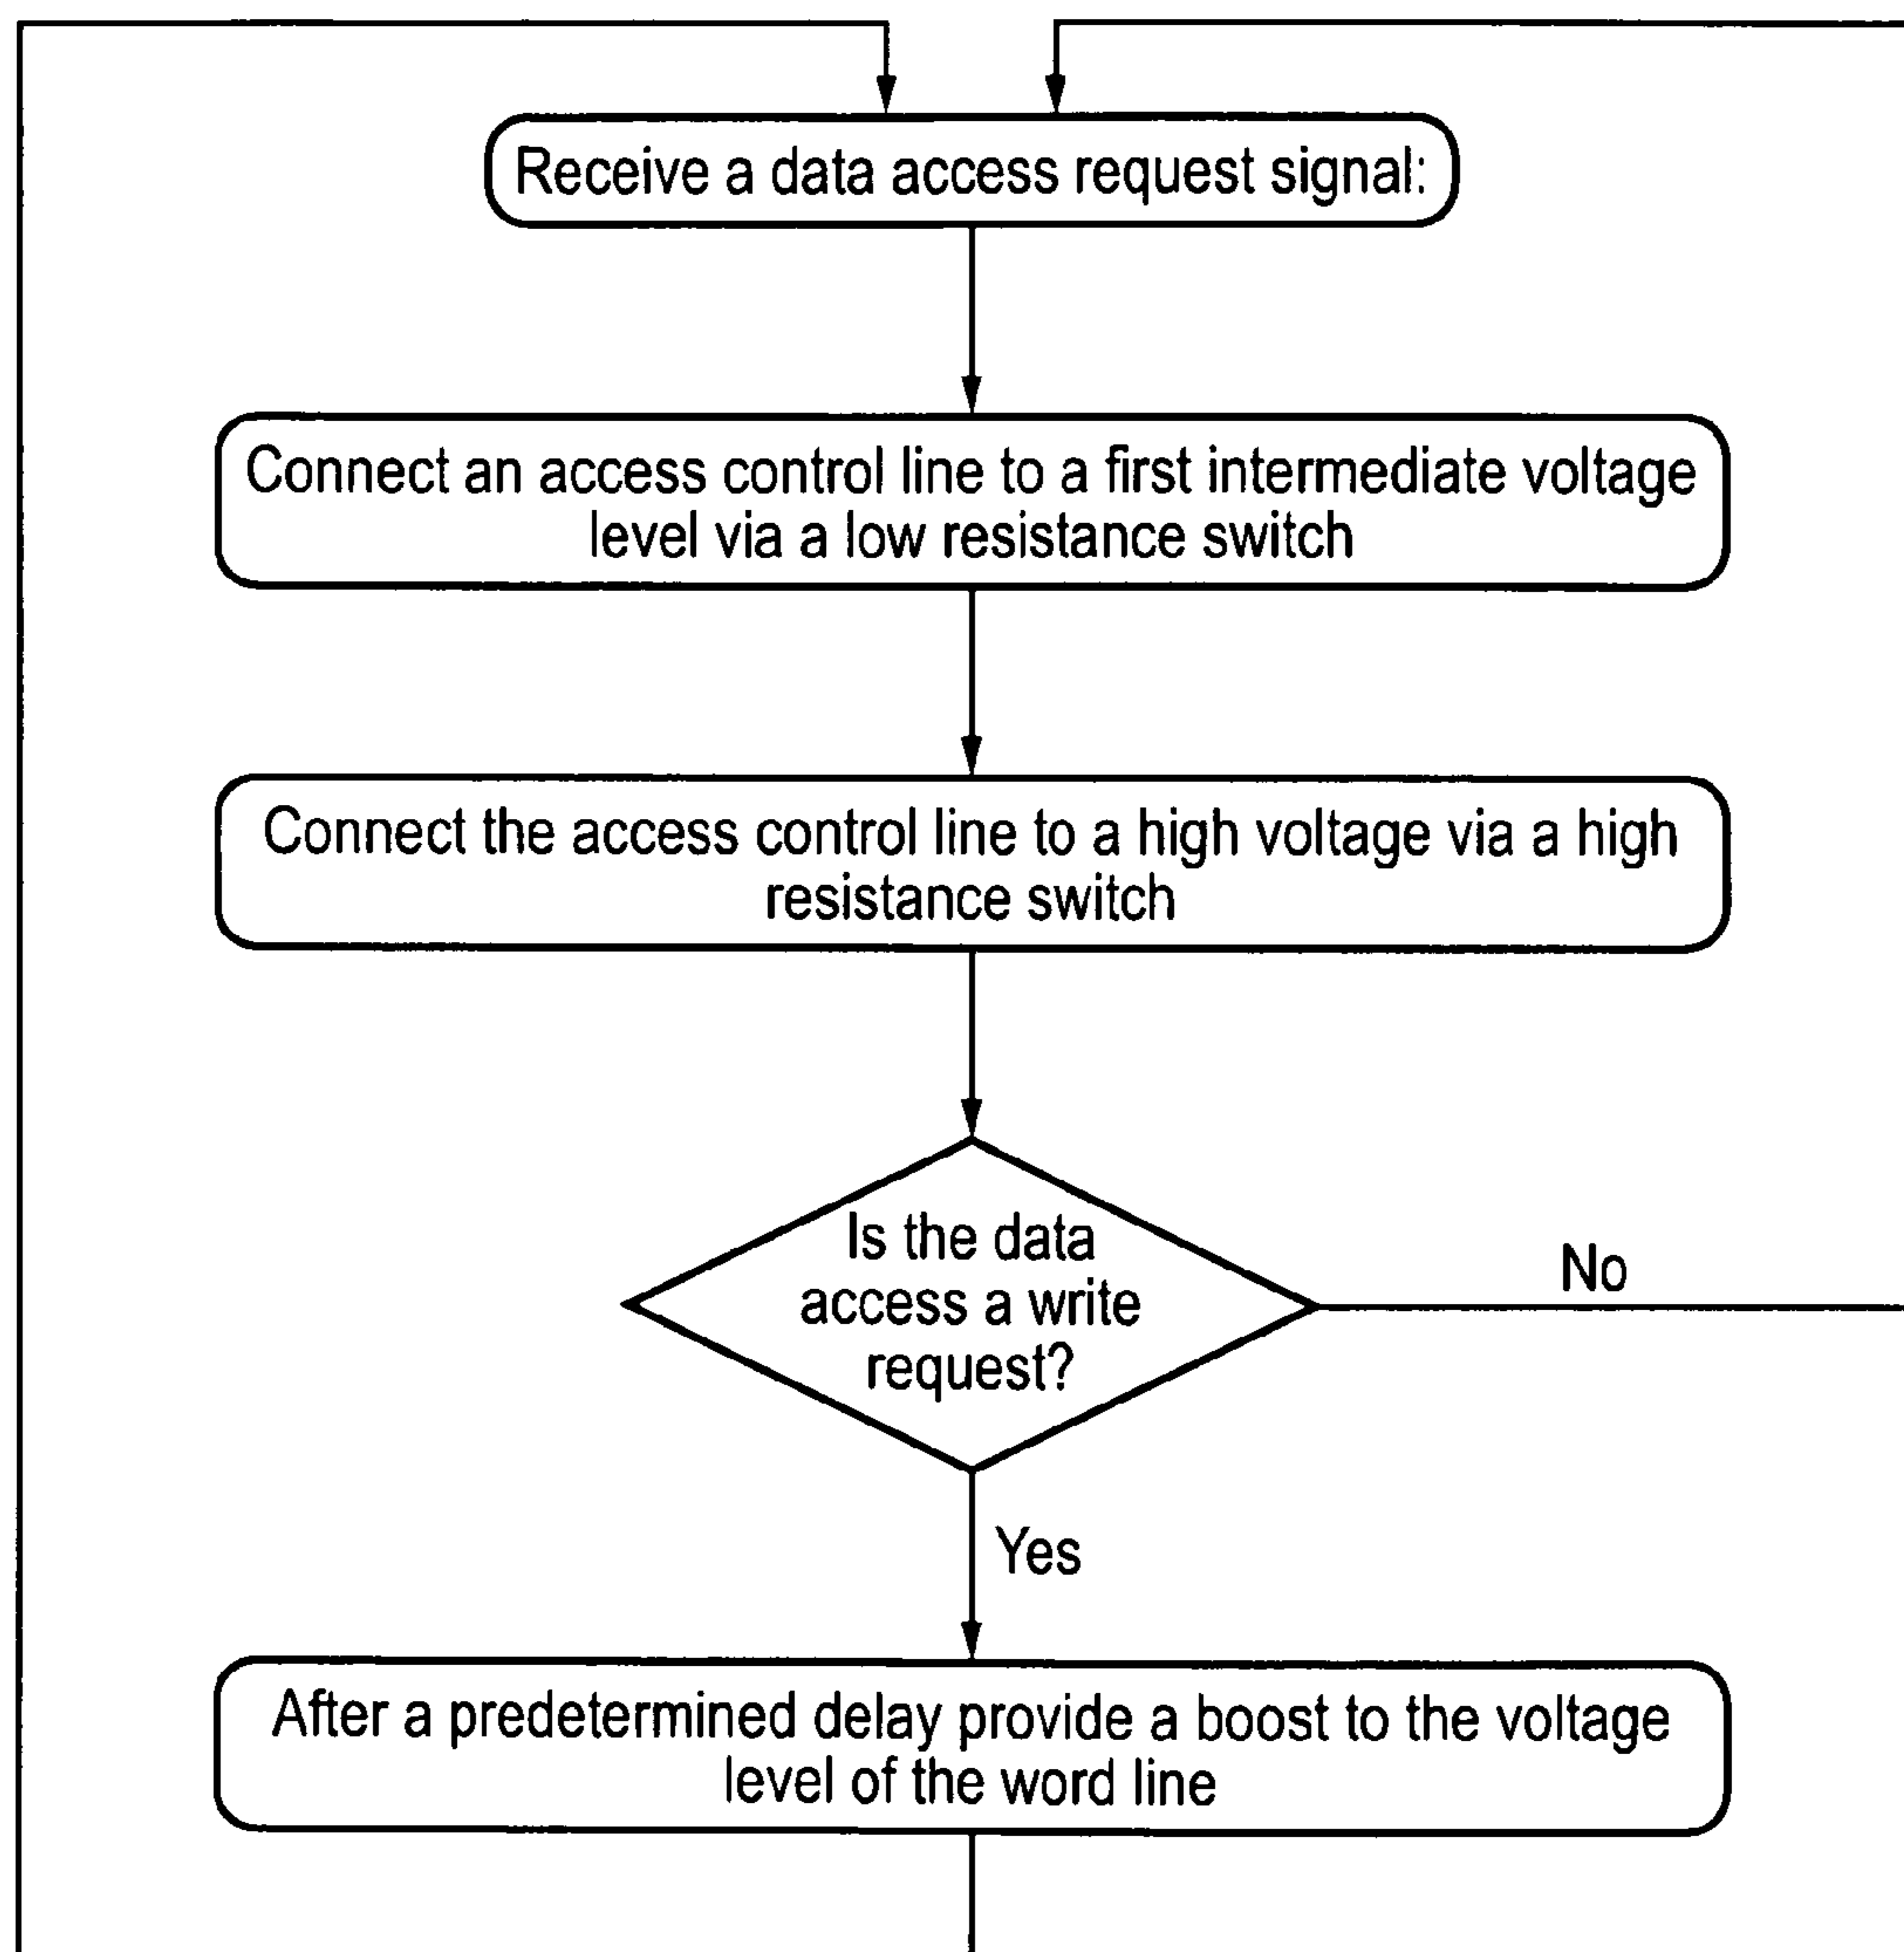 Receive a data access request signal:
Connect an access control line to a first intermediate voltage
level via a low resistance switch
Connect the access control line to a high voltage via a high
resistance switch
Is the data
access a write
request?
No
Yes
After a predetermined delay provide a boost to the voltage
level of the word line